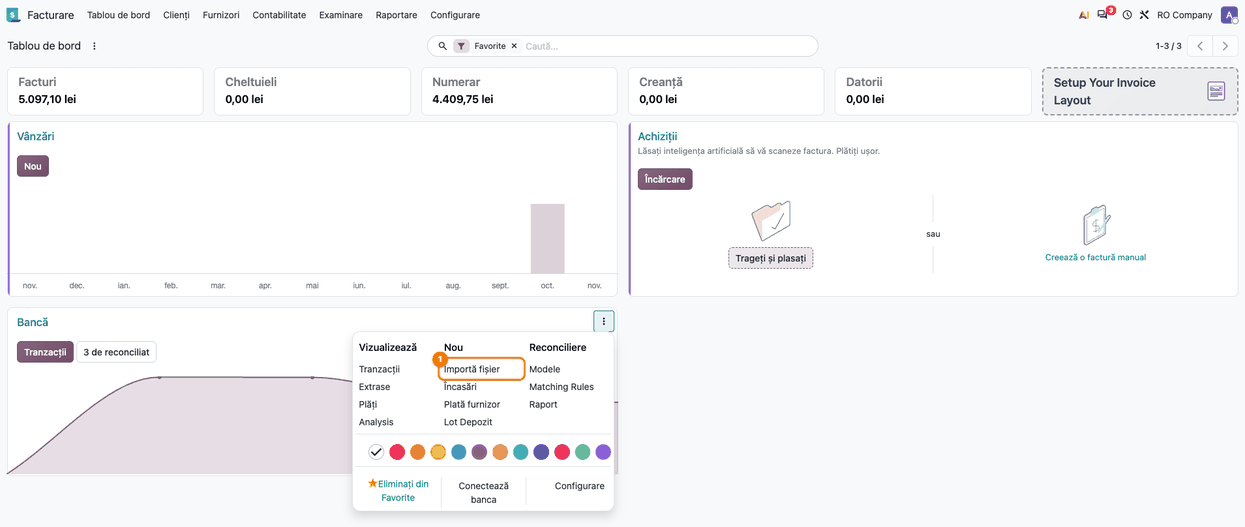 Facturare
Tablou de bord
Clienți
Furnizori
Contabilitate
Examinare
Raportare
Configurare
AI
3
RO Company
A
Tablou de bord
Favorite
Caută...
1-3 / 3
Facturi
5.097,10 lei
Cheltuieli
0,00 lei
Numerar
4.409,75 lei
Creanță
0,00 lei
Datorii
0,00 lei
Setup Your Invoice
Layout
Vânzări
Nou
nov.
dec.
ian.
feb.
mar.
apr.
mai
iun.
iul.
aug.
sept.
oct.
nov.
Achiziții
Lăsați inteligența artificială să vă scaneze factura. Plătiți ușor.
Încărcare
Trageți și plasați
sau
Creează o factură manual
Bancă
Tranzacții
3 de reconciliat
Vizualizează
Tranzacții
Extrase
Plăți
Analysis
Nou
1
Importă fișier
Încasări
Plată furnizor
Lot Depozit
Reconciliere
Modele
Matching Rules
Raport
Eliminați din
Favorite
Conectează
banca
Configurare